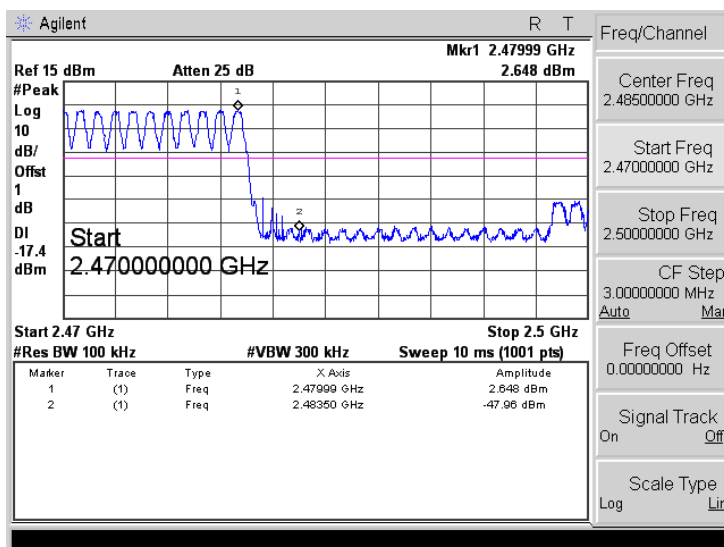 Agilent R T
Mkr1 2.47999 GHz
Ref 15 dBm Atten 25 dB 2.648 dBm
#Peak
Log
10
dB/
Offst
1
dB
DI
-17.4
dBm
1
2
Start
2.470000000 GHz
Start 2.47 GHz Stop 2.5 GHz
#Res BW 100 kHz #VBW 300 kHz Sweep 10 ms (1001 pts)
Marker Trace Type X Axis Amplitude
1 (1) Freq 2.47999 GHz 2.648 dBm
2 (1) Freq 2.48350 GHz -47.96 dBm
Freq/Channel
Center Freq
2.48500000 GHz
Start Freq
2.47000000 GHz
Stop Freq
2.50000000 GHz
CF Step
3.00000000 MHz
Auto Mar
Freq Offset
0.00000000 Hz
Signal Track
On Off
Scale Type
Log Lin